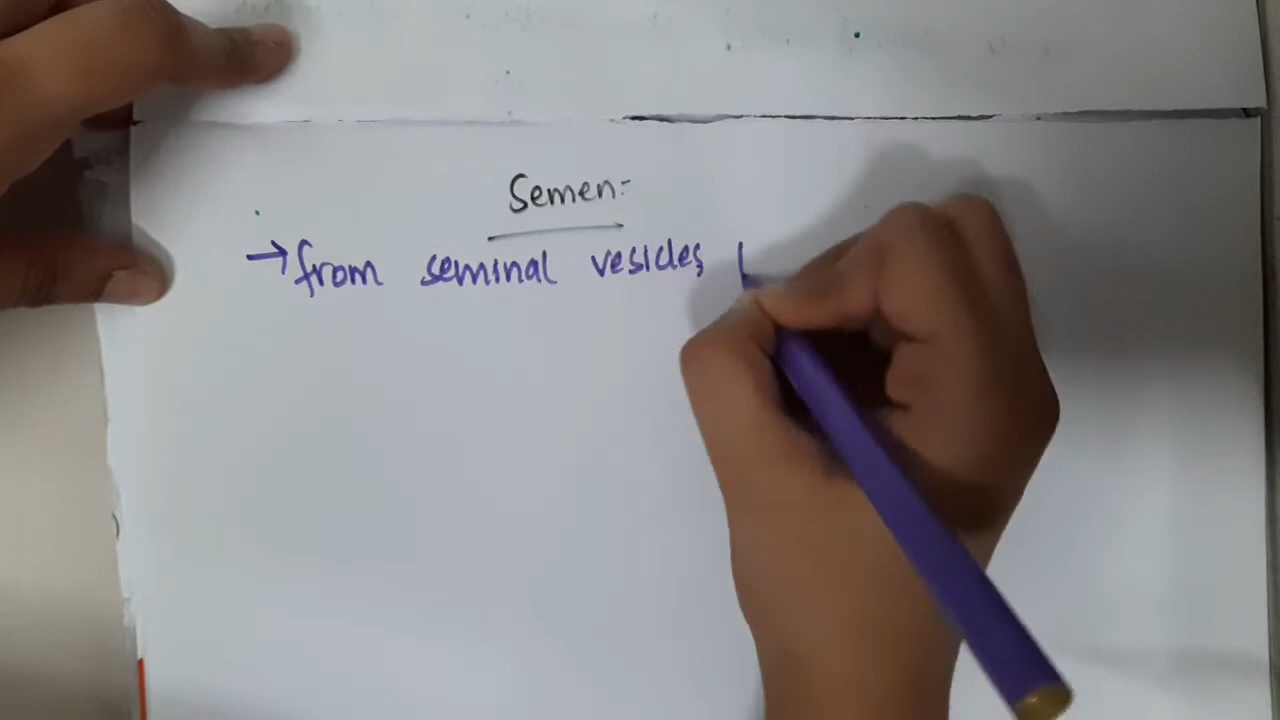 Semen:-
→ from seminal vesicles